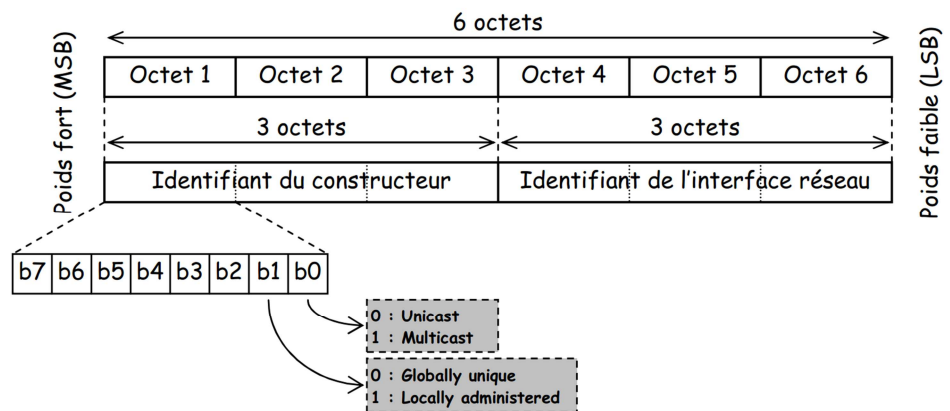 6 octets
Poids fort (MSB)
Octet 1 Octet 2 Octet 3 Octet 4 Octet 5 Octet 6
Poids faible (LSB)
3 octets 3 octets
Identifiant du constructeur Identifiant de l'interface réseau
b7 b6 b5 b4 b3 b2 b1 b0
0 : Unicast
1 : Multicast
0 : Globally unique
1 : Locally administered